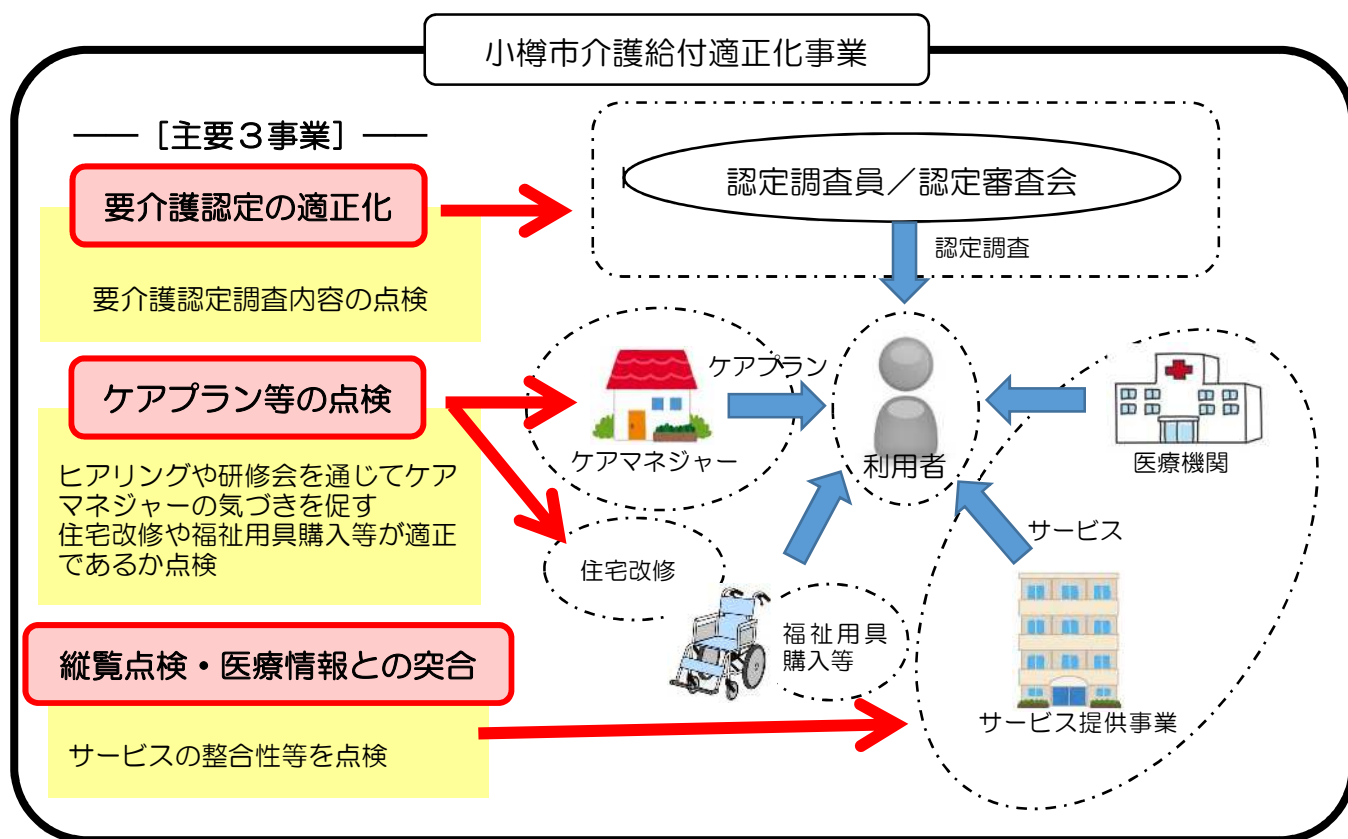 小樽市介護給付適正化事業
[主要３事業]
要介護認定の適正化
要介護認定調査内容の点検
ケアプラン等の点検
ヒアリングや研修会を通じてケア
マネジャーの気づきを促す
住宅改修や福祉用具購入等が適正
であるか点検
縦覧点検・医療情報との突合
サービスの整合性等を点検
認定調査員／認定審査会
認定調査
ケアプラン
ケアマネジャー
利用者
医療機関
サービス
住宅改修
福祉用具
購入等
サービス提供事業